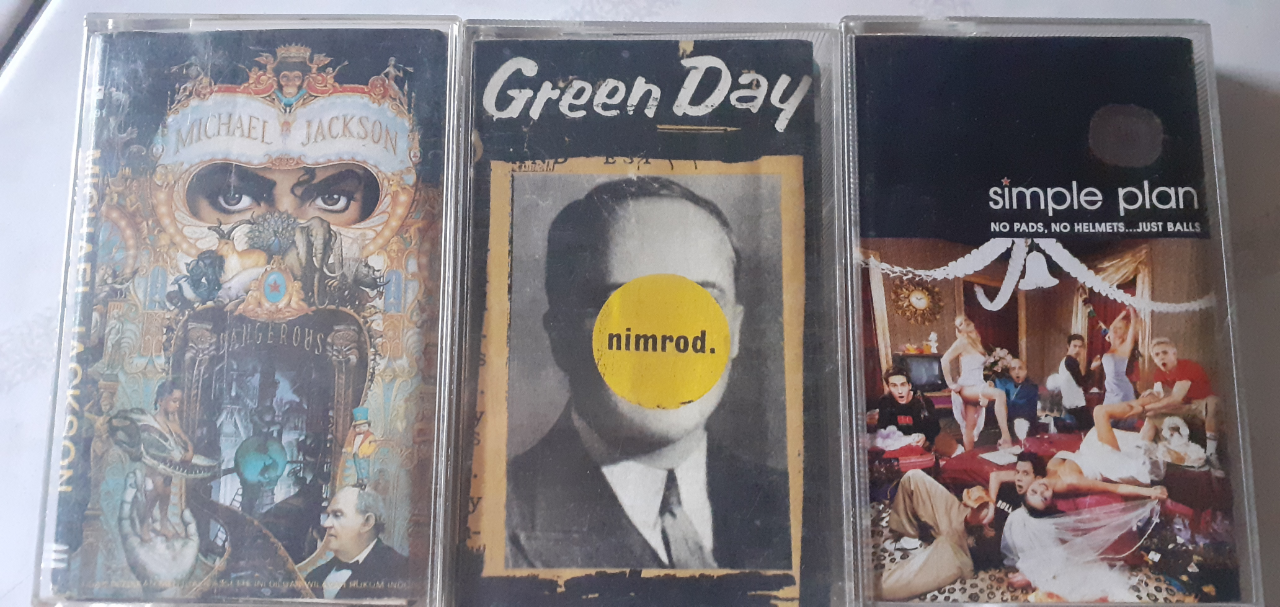 MICHAEL JACKSON
DANGEROUS
MICHAEL JACKSON
Green Day
nimrod.
simple plan
NO PADS, NO HELMETS...JUST BALLS